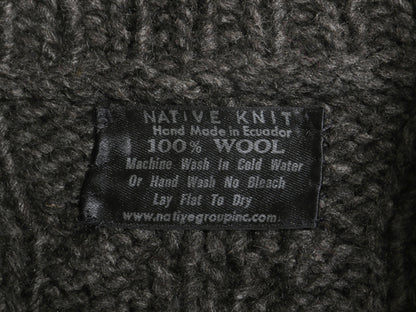 NATIVE KNIT
Hand Made in Ecuador
100% WOOL
Machine Wash In Cold Water
Or Hand Wash No Bleach
Lay Flat To Dry
www.nativegroupinc.com